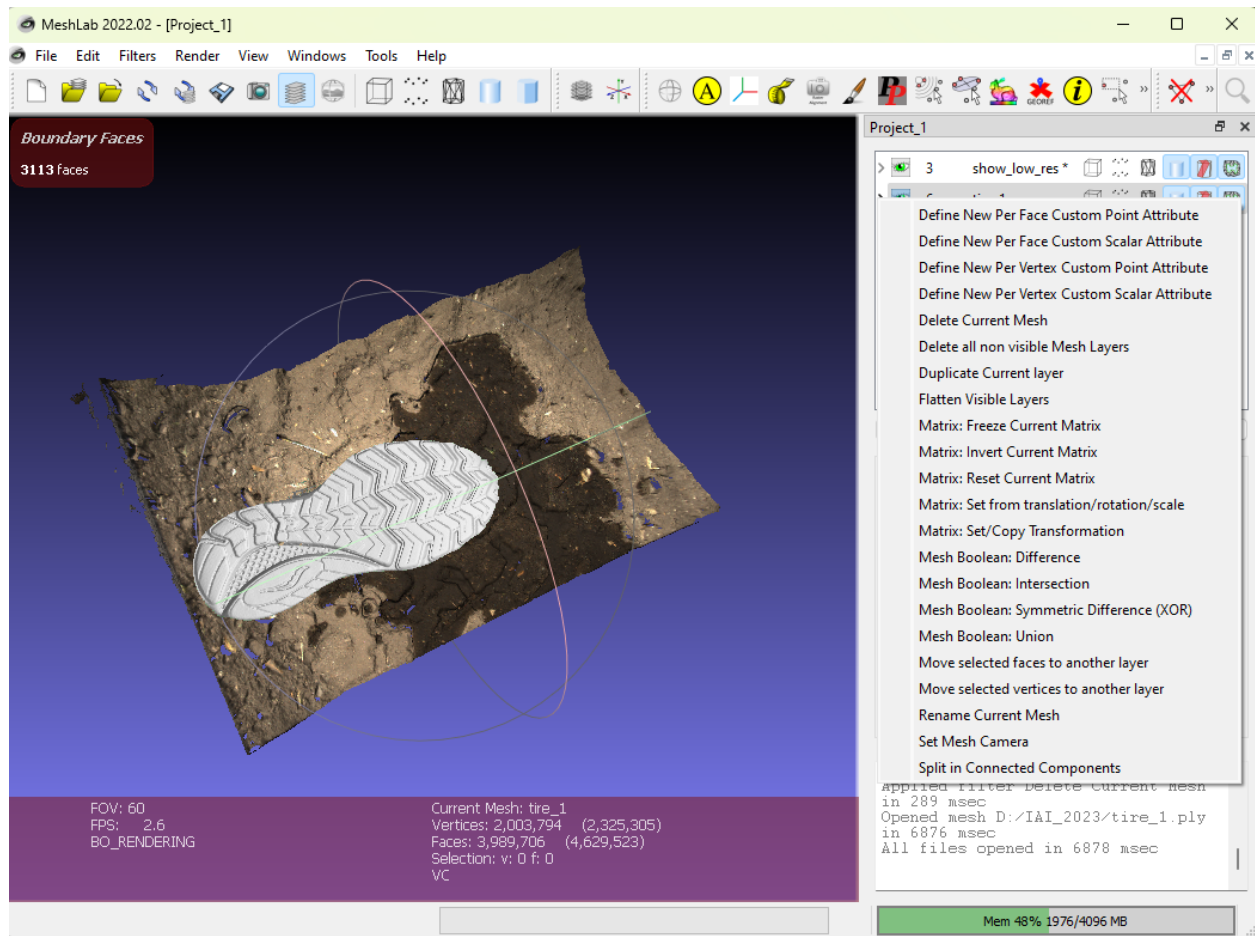 MeshLab 2022.02 - [Project_1]
File Edit Filters Render View Windows Tools Help
A
Pp
GEOREF
i
»
»
Boundary Faces
3113 faces
Project_1
3 show_low_res *
Define New Per Face Custom Point Attribute
Define New Per Face Custom Scalar Attribute
Define New Per Vertex Custom Point Attribute
Define New Per Vertex Custom Scalar Attribute
Delete Current Mesh
Delete all non visible Mesh Layers
Duplicate Current layer
Flatten Visible Layers
Matrix: Freeze Current Matrix
Matrix: Invert Current Matrix
Matrix: Reset Current Matrix
Matrix: Set from translation/rotation/scale
Matrix: Set/Copy Transformation
Mesh Boolean: Difference
Mesh Boolean: Intersection
Mesh Boolean: Symmetric Difference (XOR)
Mesh Boolean: Union
Move selected faces to another layer
Move selected vertices to another layer
Rename Current Mesh
Set Mesh Camera
Split in Connected Components
Applied filter Delete Current Mesh
in 289 msec
Opened mesh D:/IAI_2023/tire_1.ply
in 6876 msec
All files opened in 6878 msec
FOV: 60
FPS: 2.6
BO_RENDERING
Current Mesh: tire_1
Vertices: 2,003,794 (2,325,305)
Faces: 3,989,706 (4,629,523)
Selection: v: 0 f: 0
VC
Mem 48% 1976/4096 MB